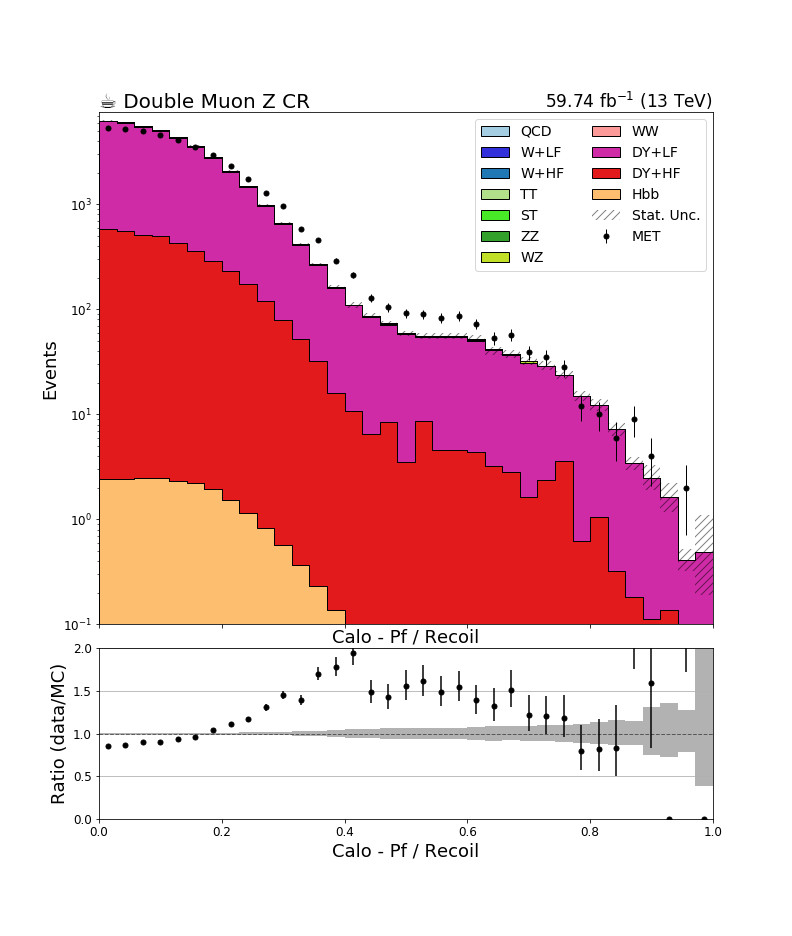 ☕ Double Muon Z CR
59.74 fb⁻¹ (13 TeV)
QCD
W+LF
W+HF
TT
ST
ZZ
WZ
WW
DY+LF
DY+HF
Hbb
Stat. Unc.
MET
Events
10³
10²
10¹
10⁰
10⁻¹
Calo - Pf / Recoil
Ratio (data/MC)
2.0
1.5
1.0
0.5
0.0
0.0 0.2 0.4 0.6 0.8 1.0
Calo - Pf / Recoil